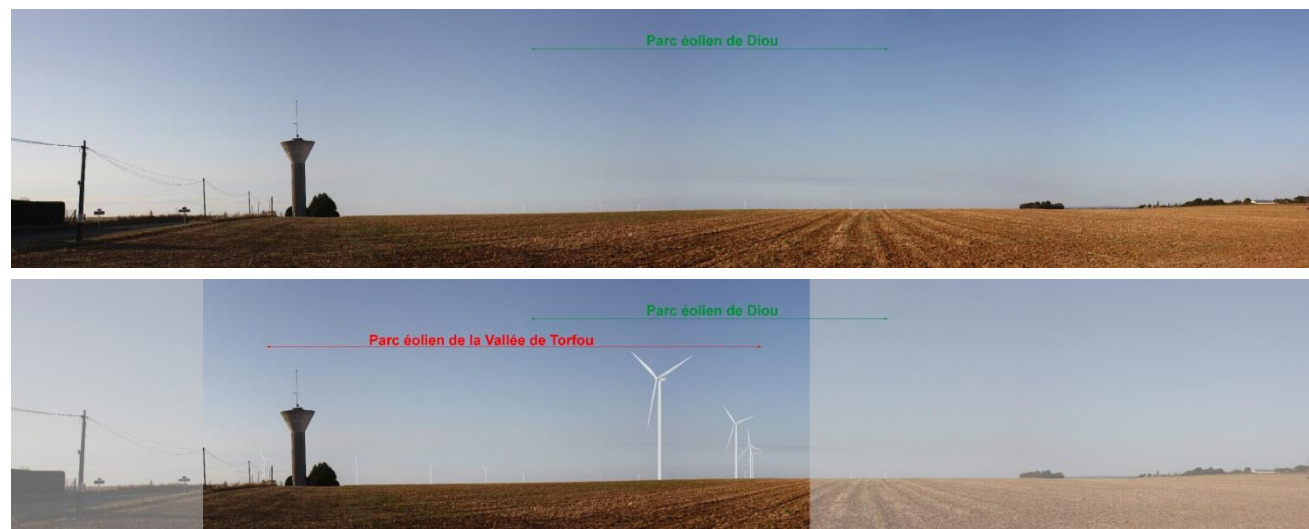 Parc éolien de Diou
Parc éolien de Diou
Parc éolien de la Vallée de Torfou